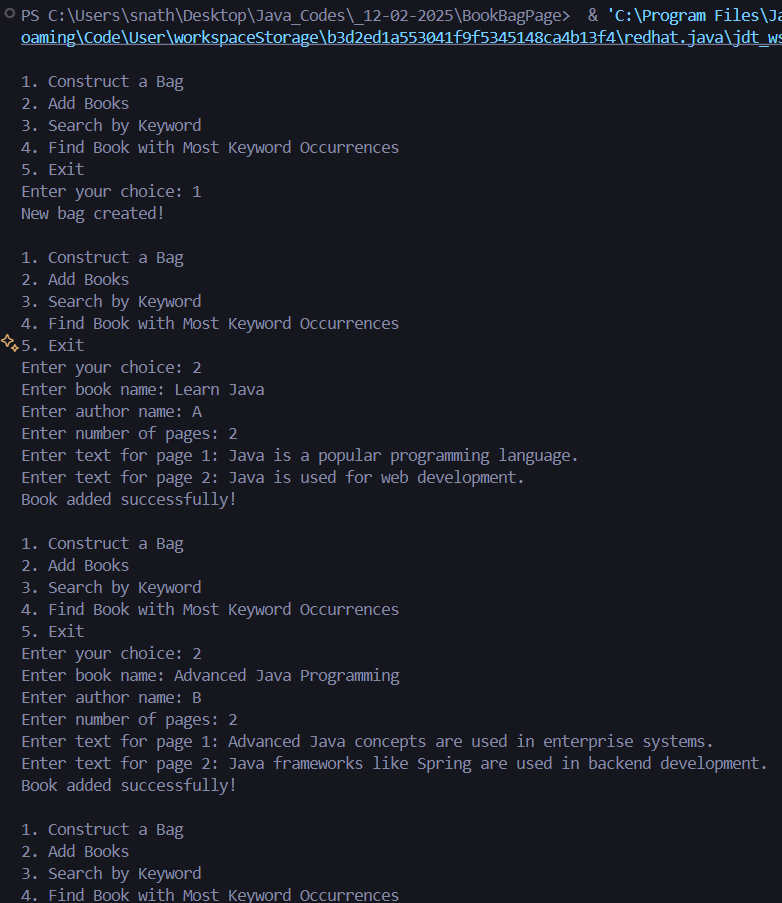 PS C:\Users\snath\Desktop\Java_Codes\_12-02-2025\BookBagPage>  & 'C:\Program Files\Ja
oaming\Code\User\workspaceStorage\b3d2ed1a553041f9f5345148ca4b13f4\redhat.java\jdt_ws
1. Construct a Bag
2. Add Books
3. Search by Keyword
4. Find Book with Most Keyword Occurrences
5. Exit
Enter your choice: 1
New bag created!
1. Construct a Bag
2. Add Books
3. Search by Keyword
4. Find Book with Most Keyword Occurrences
5. Exit
Enter your choice: 2
Enter book name: Learn Java
Enter author name: A
Enter number of pages: 2
Enter text for page 1: Java is a popular programming language.
Enter text for page 2: Java is used for web development.
Book added successfully!
1. Construct a Bag
2. Add Books
3. Search by Keyword
4. Find Book with Most Keyword Occurrences
5. Exit
Enter your choice: 2
Enter book name: Advanced Java Programming
Enter author name: B
Enter number of pages: 2
Enter text for page 1: Advanced Java concepts are used in enterprise systems.
Enter text for page 2: Java frameworks like Spring are used in backend development.
Book added successfully!
1. Construct a Bag
2. Add Books
3. Search by Keyword
4. Find Book with Most Keyword Occurrences